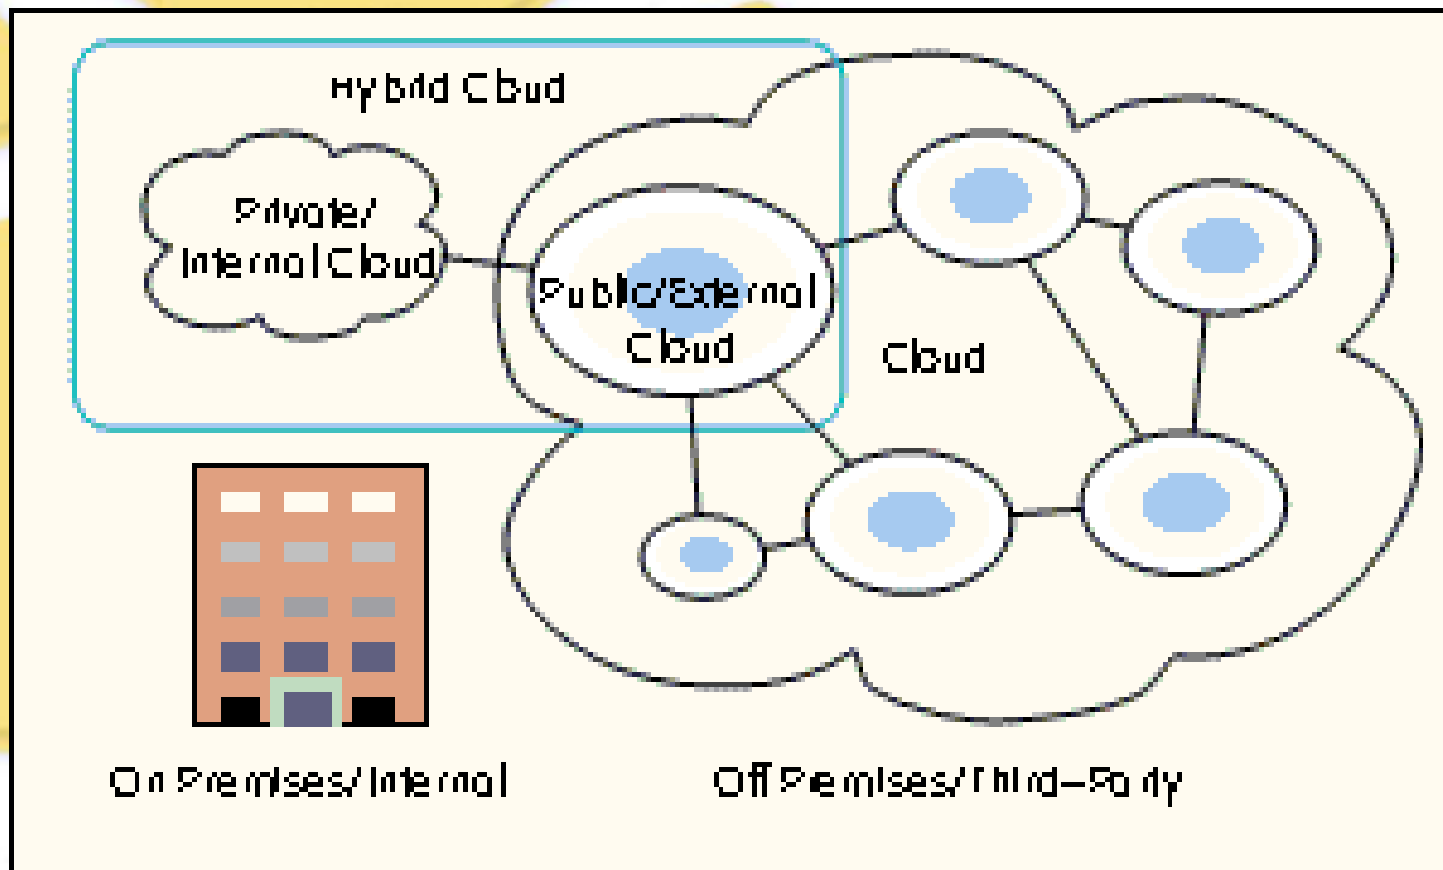 Hybrid Cloud
Private/
Internal Cloud
Public/External
Cloud
Cloud
On Premises/Internal
Off Premises/Third-Party